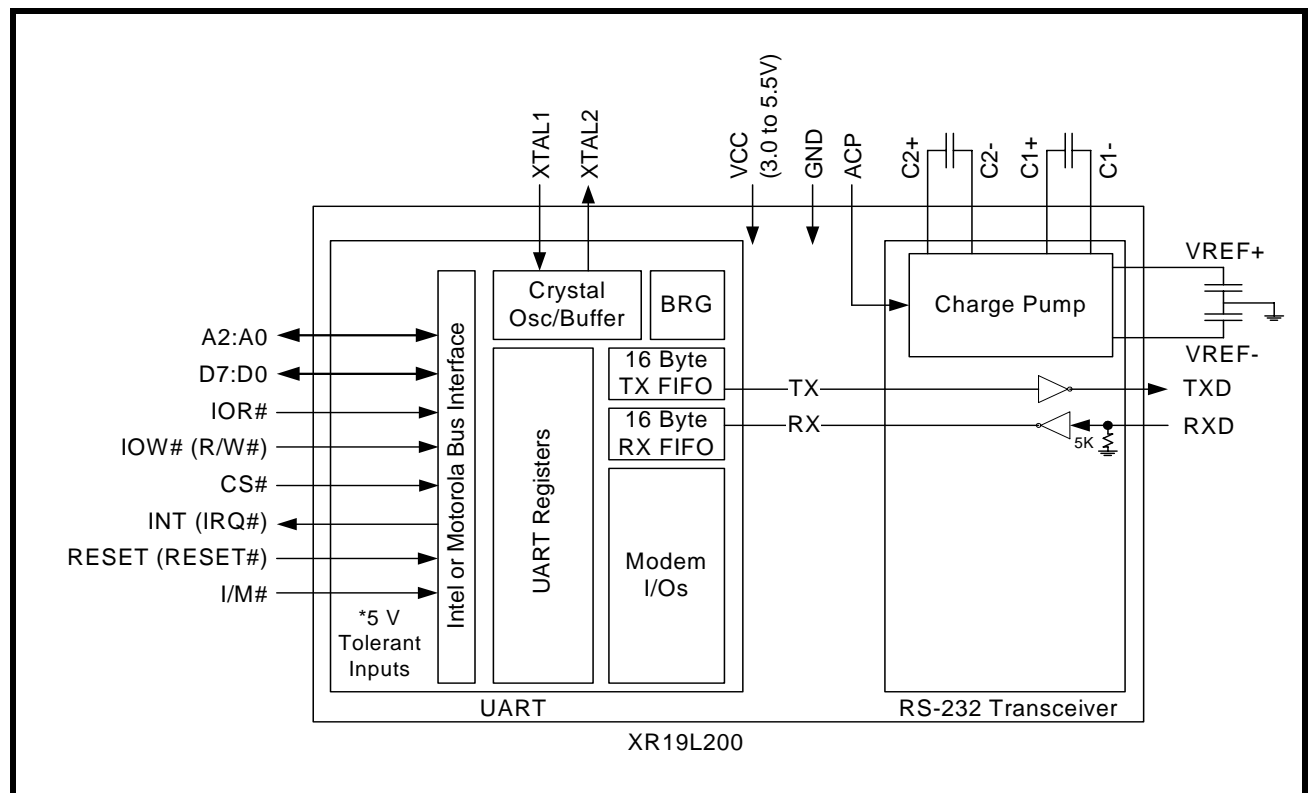 XTAL1
XTAL2
VCC
(3.0 to 5.5V)
GND
ACP
C2+
C2-
C1+
C1-
VREF+
VREF-
TXD
RXD
A2:A0
D7:D0
IOR#
IOW# (R/W#)
CS#
INT (IRQ#)
RESET (RESET#)
I/M#
*5 V
Tolerant
Inputs
Intel or Motorola Bus Interface
Crystal
Osc/Buffer
BRG
UART Registers
16 Byte
TX FIFO
16 Byte
RX FIFO
Modem
I/Os
TX
RX
Charge Pump
5K
UART
RS-232 Transceiver
XR19L200